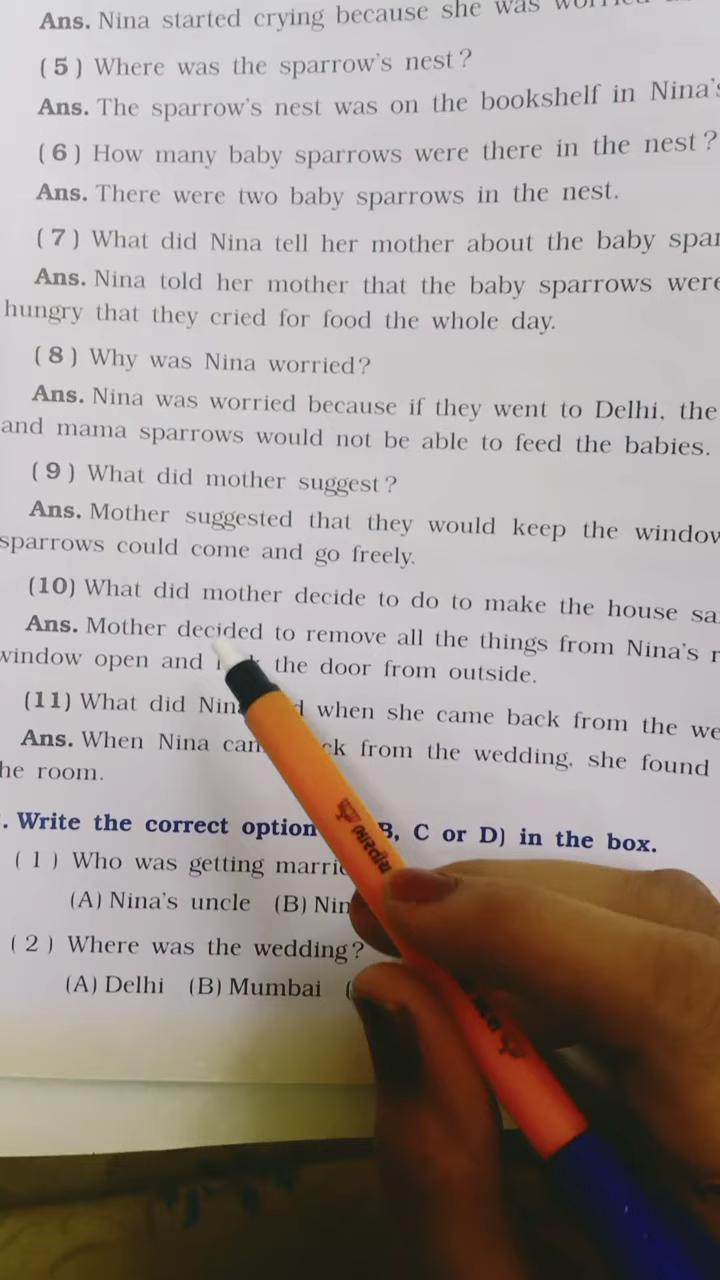 Ans. Nina started crying because she was
(5) Where was the sparrow's nest?
Ans. The sparrow's nest was on the bookshelf in Nina's
(6) How many baby sparrows were there in the nest?
Ans. There were two baby sparrows in the nest.
(7) What did Nina tell her mother about the baby
Ans. Nina told her mother that the baby sparrows were
hungry that they cried for food the whole day.
(8) Why was Nina worried?
Ans. Nina was worried because if they went to Delhi, the
and mama sparrows would not be able to feed the babies.
(9) What did mother suggest?
Ans. Mother suggested that they would keep the
sparrows could come and go freely.
(10) What did mother decide to do to make the house
Ans. Mother decided to remove all the things from Nina's
window open and the door from outside.
(11) What did when she came back from the
Ans. When Nina from the wedding, she found
room.
. Write the correct option B, C or D) in the box.
(1) Who was getting
(A) Nina's uncle (B)
(2) Where was the wedding?
(A) Delhi (B) Mumbai
भारतीय